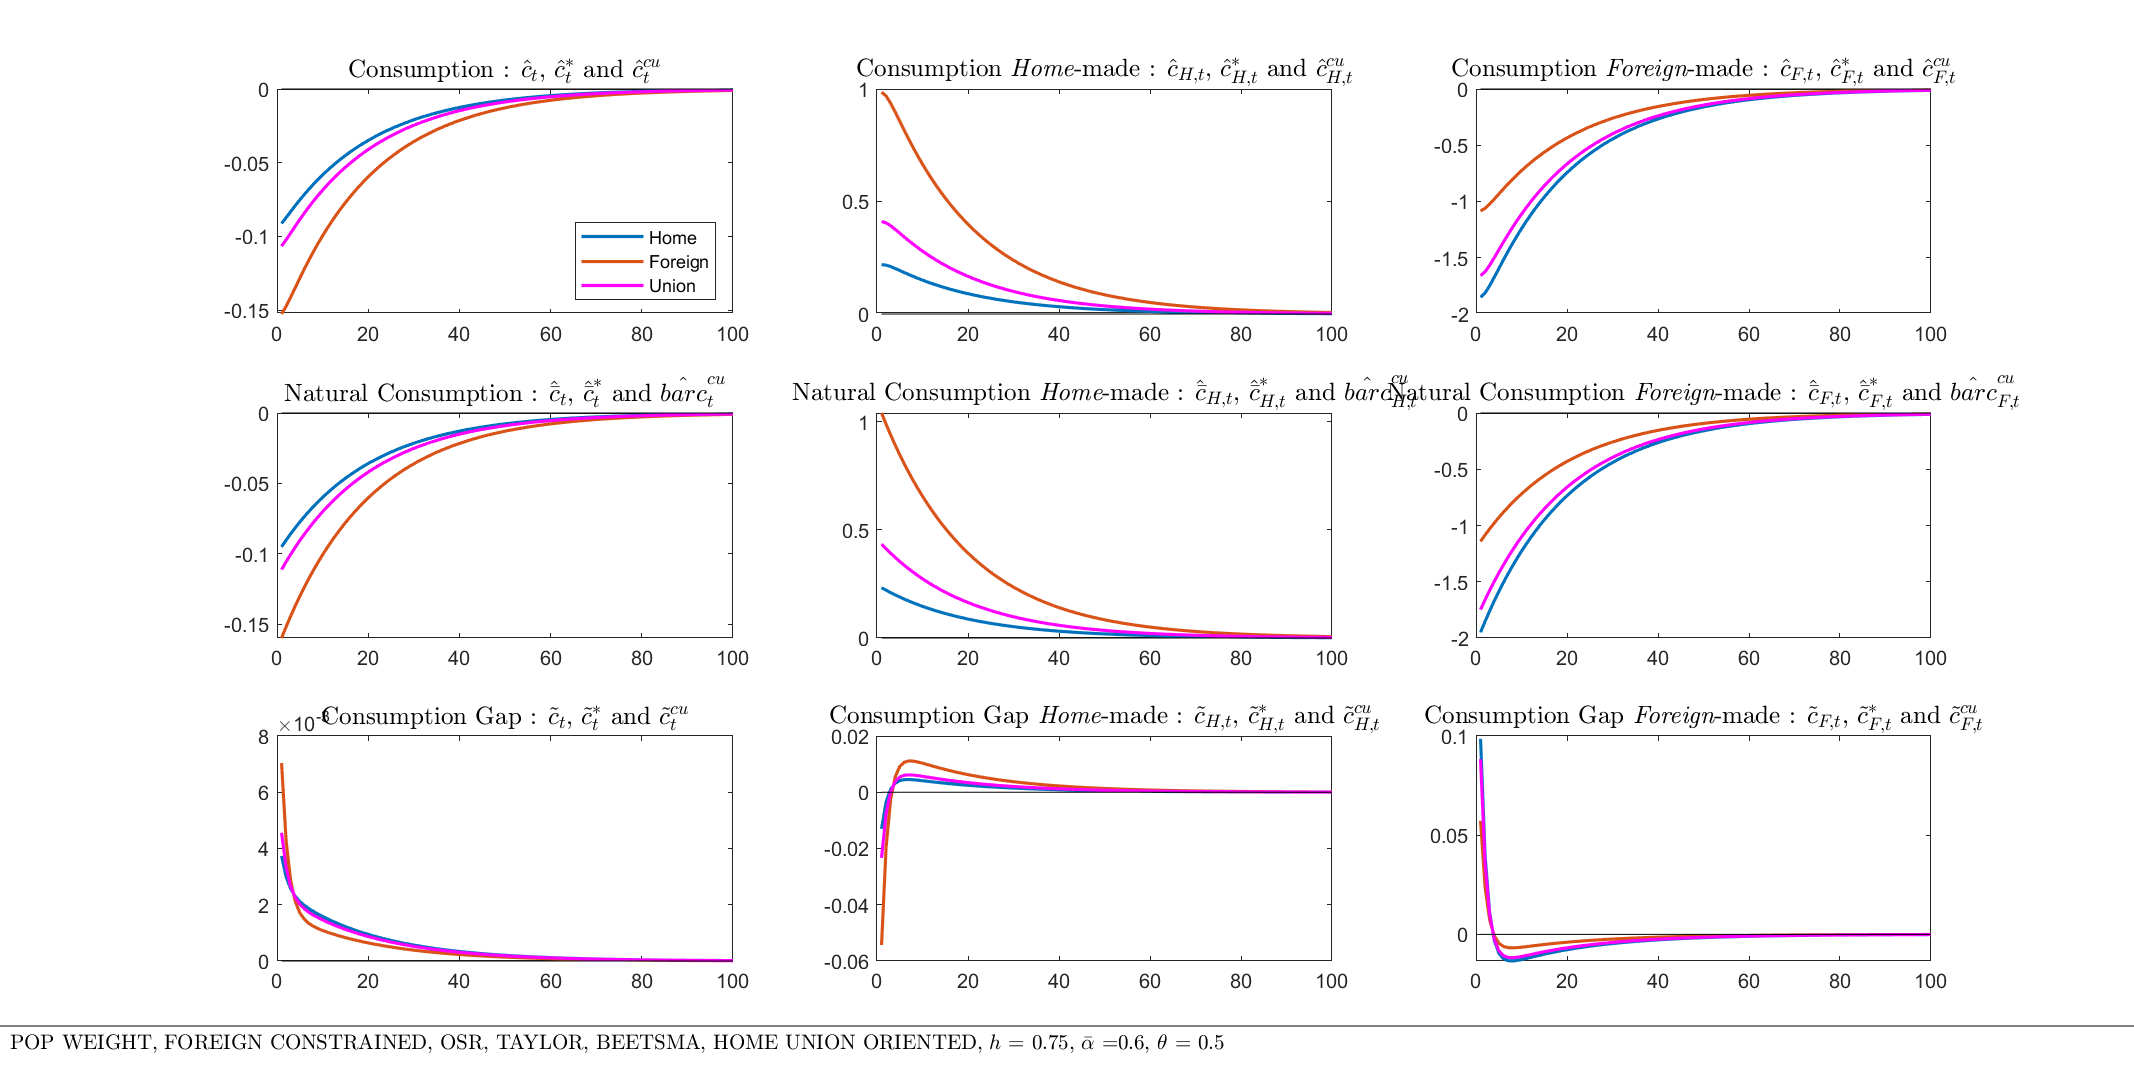 Consumption : ĉ_t, ĉ*_t and ĉ^cu_t
Consumption Home-made : ĉ_H,t, ĉ*_H,t and ĉ^cu_H,t
Consumption Foreign-made : ĉ_F,t, ĉ*_F,t and ĉ^cu_F,t
0
-0.05
-0.1
-0.15
0 20 40 60 80 100
Home
Foreign
Union
1
0.5
0
0 20 40 60 80 100
0
-0.5
-1
-1.5
-2
0 20 40 60 80 100
Natural Consumption : c̄̂_t, c̄̂*_t and barĉ^cu_t
Natural Consumption Home-made : c̄̂_H,t, c̄̂*_H,t and barĉ^cu_H,t
Natural Consumption Foreign-made : c̄̂_F,t, c̄̂*_F,t and barĉ^cu_F,t
0
-0.05
-0.1
-0.15
0 20 40 60 80 100
1
0.5
0
0 20 40 60 80 100
0
-0.5
-1
-1.5
-2
0 20 40 60 80 100
Consumption Gap : c̃_t, c̃*_t and c̃^cu_t
Consumption Gap Home-made : c̃_H,t, c̃*_H,t and c̃^cu_H,t
Consumption Gap Foreign-made : c̃_F,t, c̃*_F,t and c̃^cu_F,t
8
6
4
2
0
0 20 40 60 80 100
0.02
0
-0.02
-0.04
-0.06
0 20 40 60 80 100
0.1
0.05
0
0 20 40 60 80 100
POP WEIGHT, FOREIGN CONSTRAINED, OSR, TAYLOR, BEETSMA, HOME UNION ORIENTED, h = 0.75, ᾱ =0.6, θ = 0.5